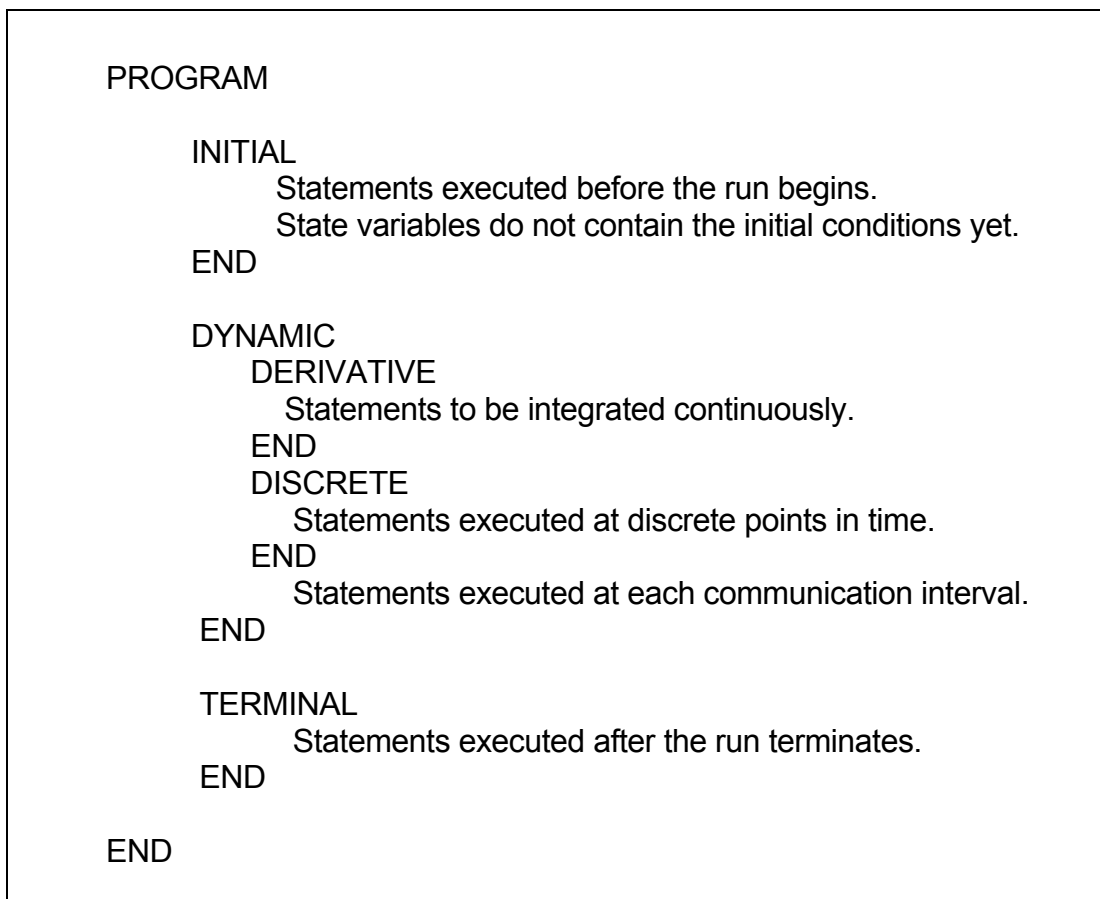 PROGRAM
INITIAL
Statements executed before the run begins.
State variables do not contain the initial conditions yet.
END
DYNAMIC
DERIVATIVE
Statements to be integrated continuously.
END
DISCRETE
Statements executed at discrete points in time.
END
Statements executed at each communication interval.
END
TERMINAL
Statements executed after the run terminates.
END
END